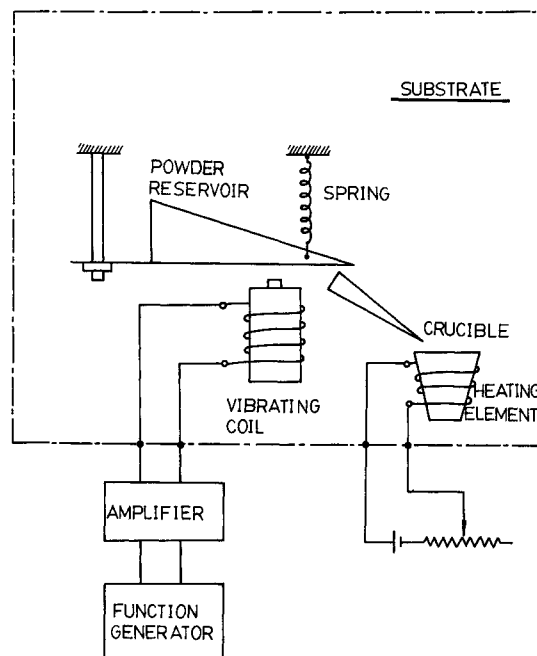 SUBSTRATE
POWDER
RESERVOIR
SPRING
CRUCIBLE
HEATING
ELEMENT
VIBRATING
COIL
AMPLIFIER
FUNCTION
GENERATOR